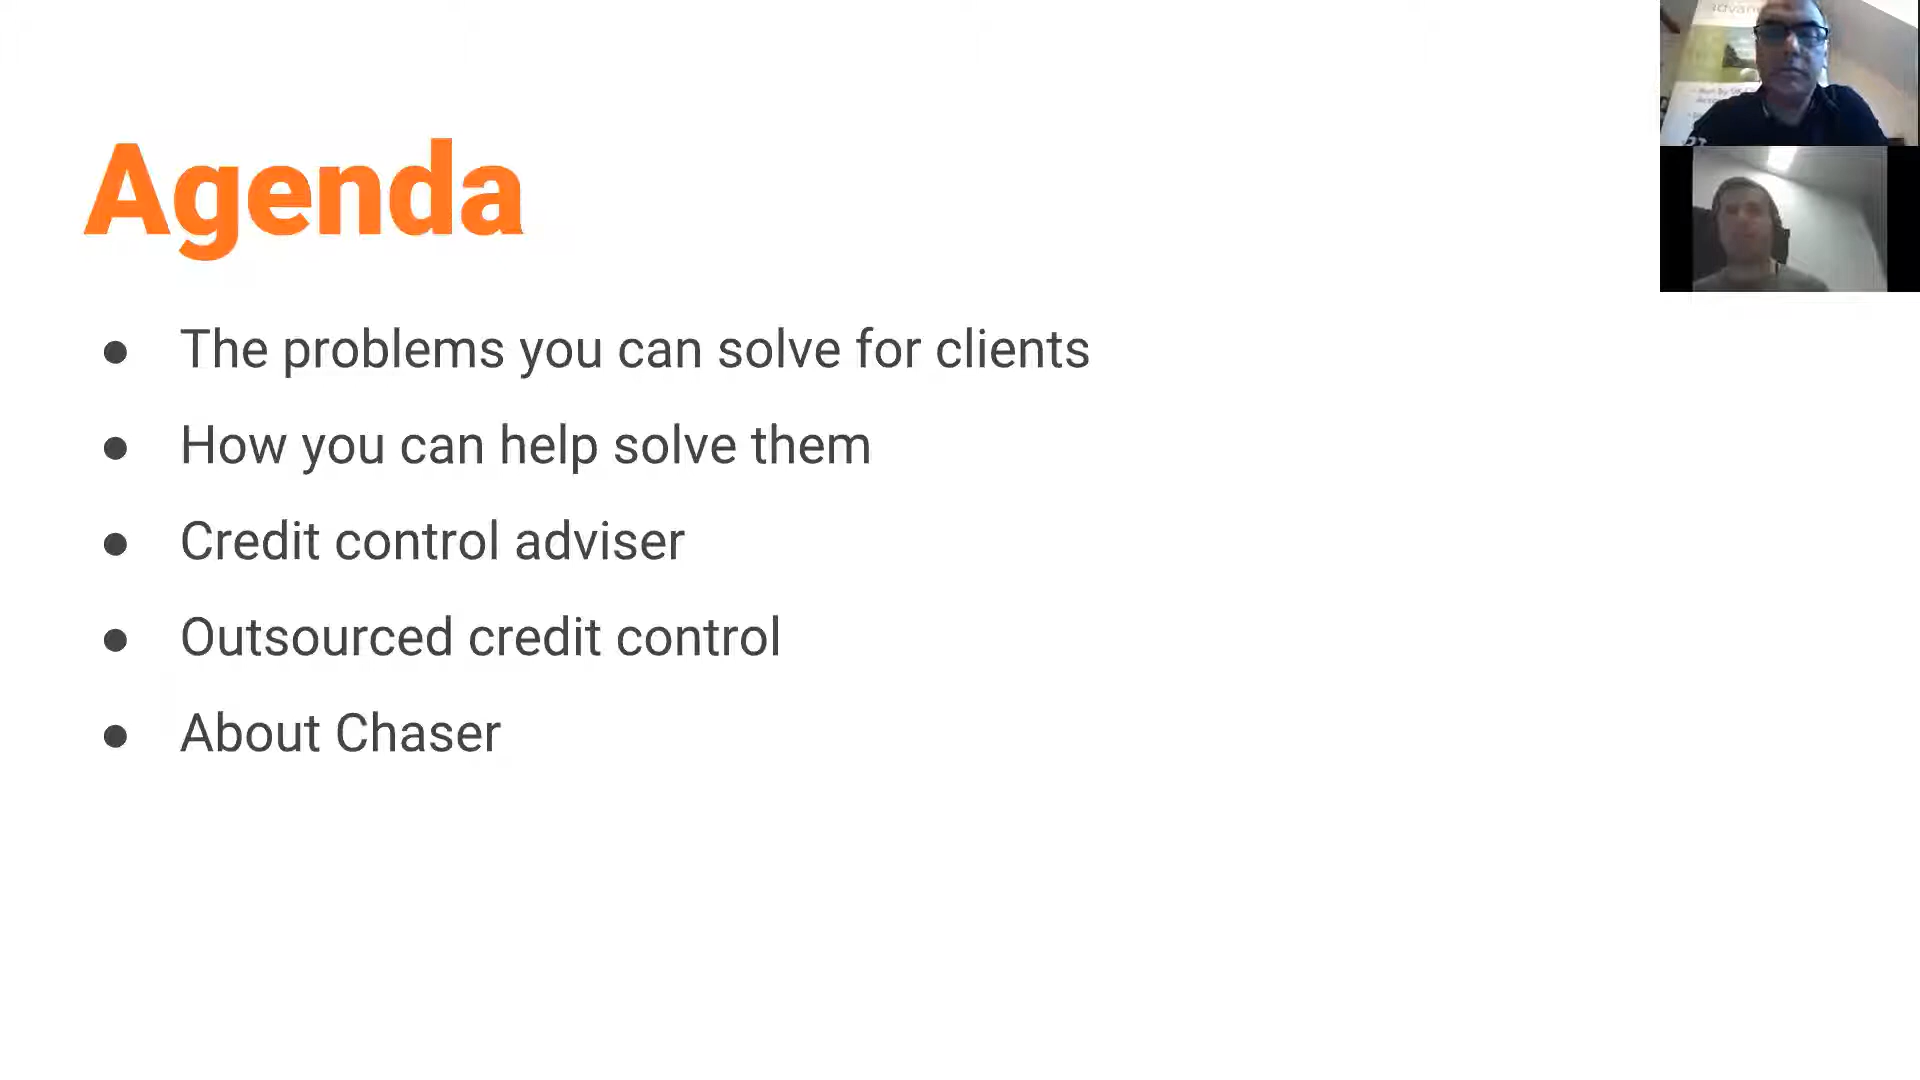 Agenda
● The problems you can solve for clients
● How you can help solve them
● Credit control adviser
● Outsourced credit control
● About Chaser